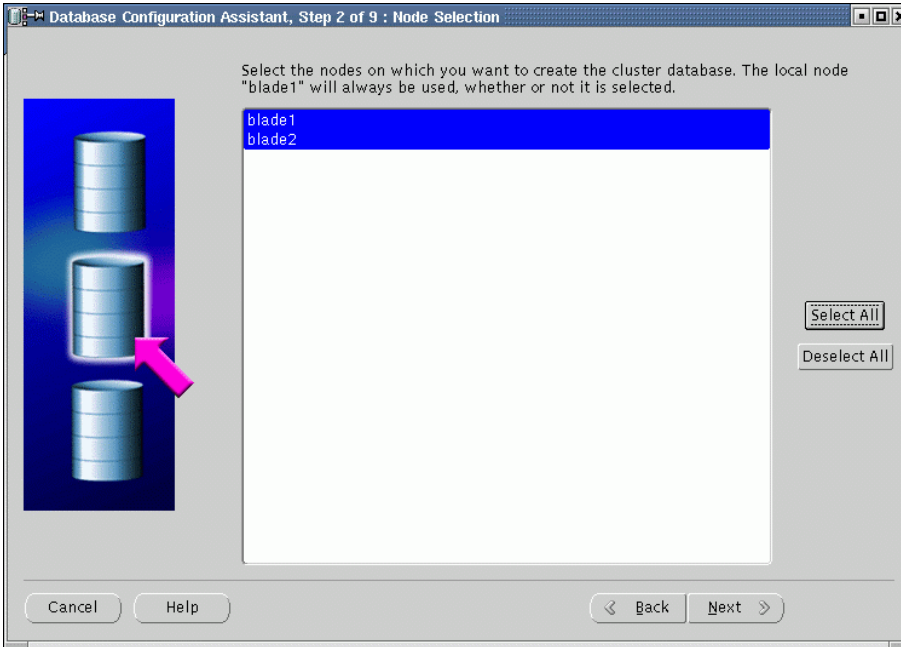 Database Configuration Assistant, Step 2 of 9 : Node Selection
Select the nodes on which you want to create the cluster database. The local node
"blade1" will always be used, whether or not it is selected.
blade1
blade2
Select All
Deselect All
Cancel
Help
Back
Next